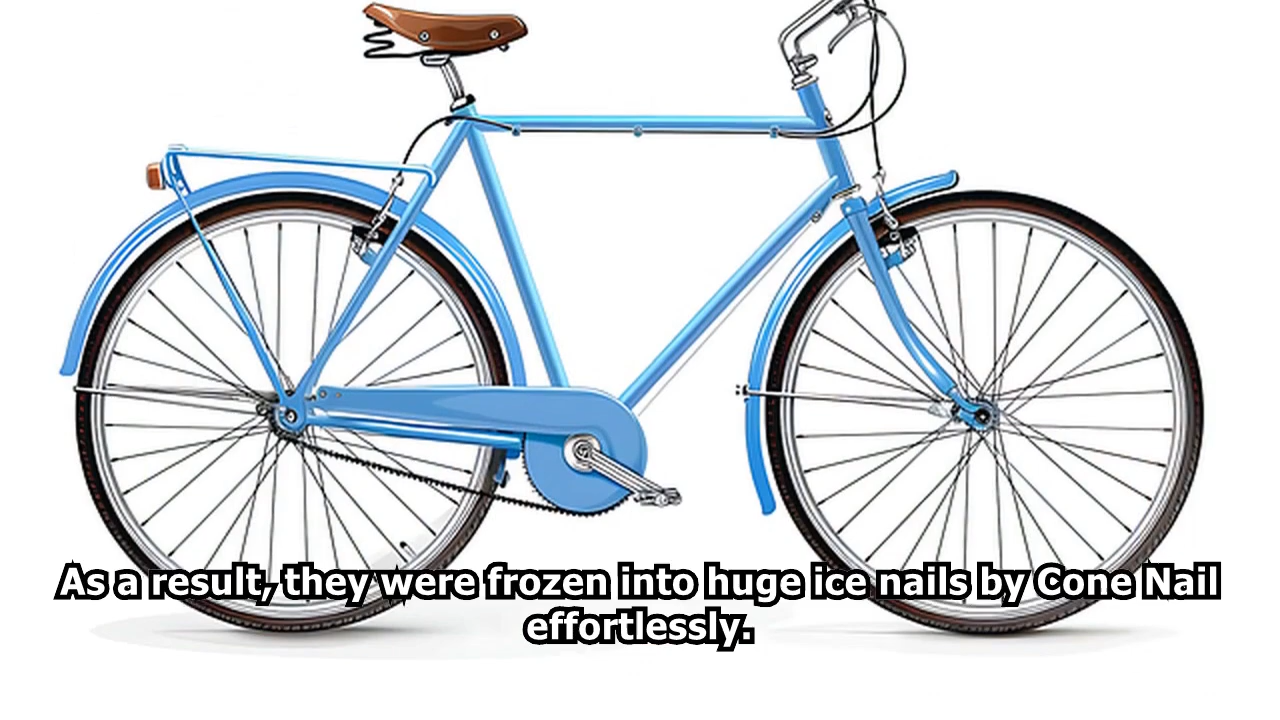 As a result, they were frozen into huge ice nails by Cone Nail
effortlessly.